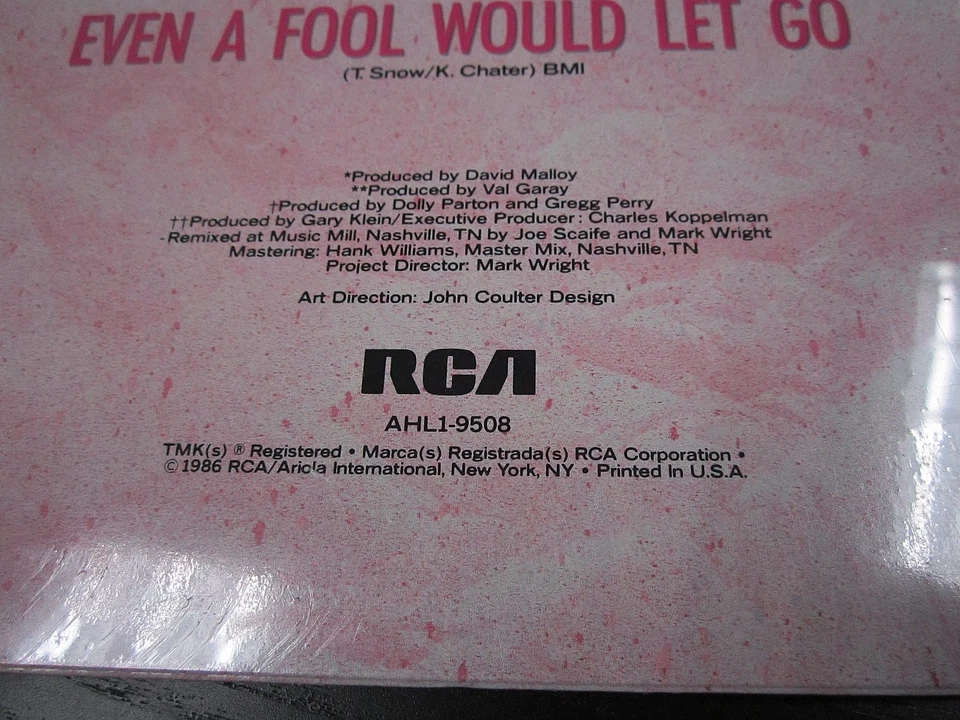 EVEN A FOOL WOULD LET GO
(T. Snow/K. Chater) BMI
*Produced by David Malloy
**Produced by Val Garay
†Produced by Dolly Parton and Gregg Perry
††Produced by Gary Klein/Executive Producer: Charles Koppelman
-Remixed at Music Mill, Nashville, TN by Joe Scaife and Mark Wright
Mastering: Hank Williams, Master Mix, Nashville, TN
Project Director: Mark Wright
Art Direction: John Coulter Design
RCA
AHL1-9508
TMK(s) ® Registered • Marca(s) Registrada(s) RCA Corporation •
© 1986 RCA/Ariola International, New York, NY • Printed In U.S.A.